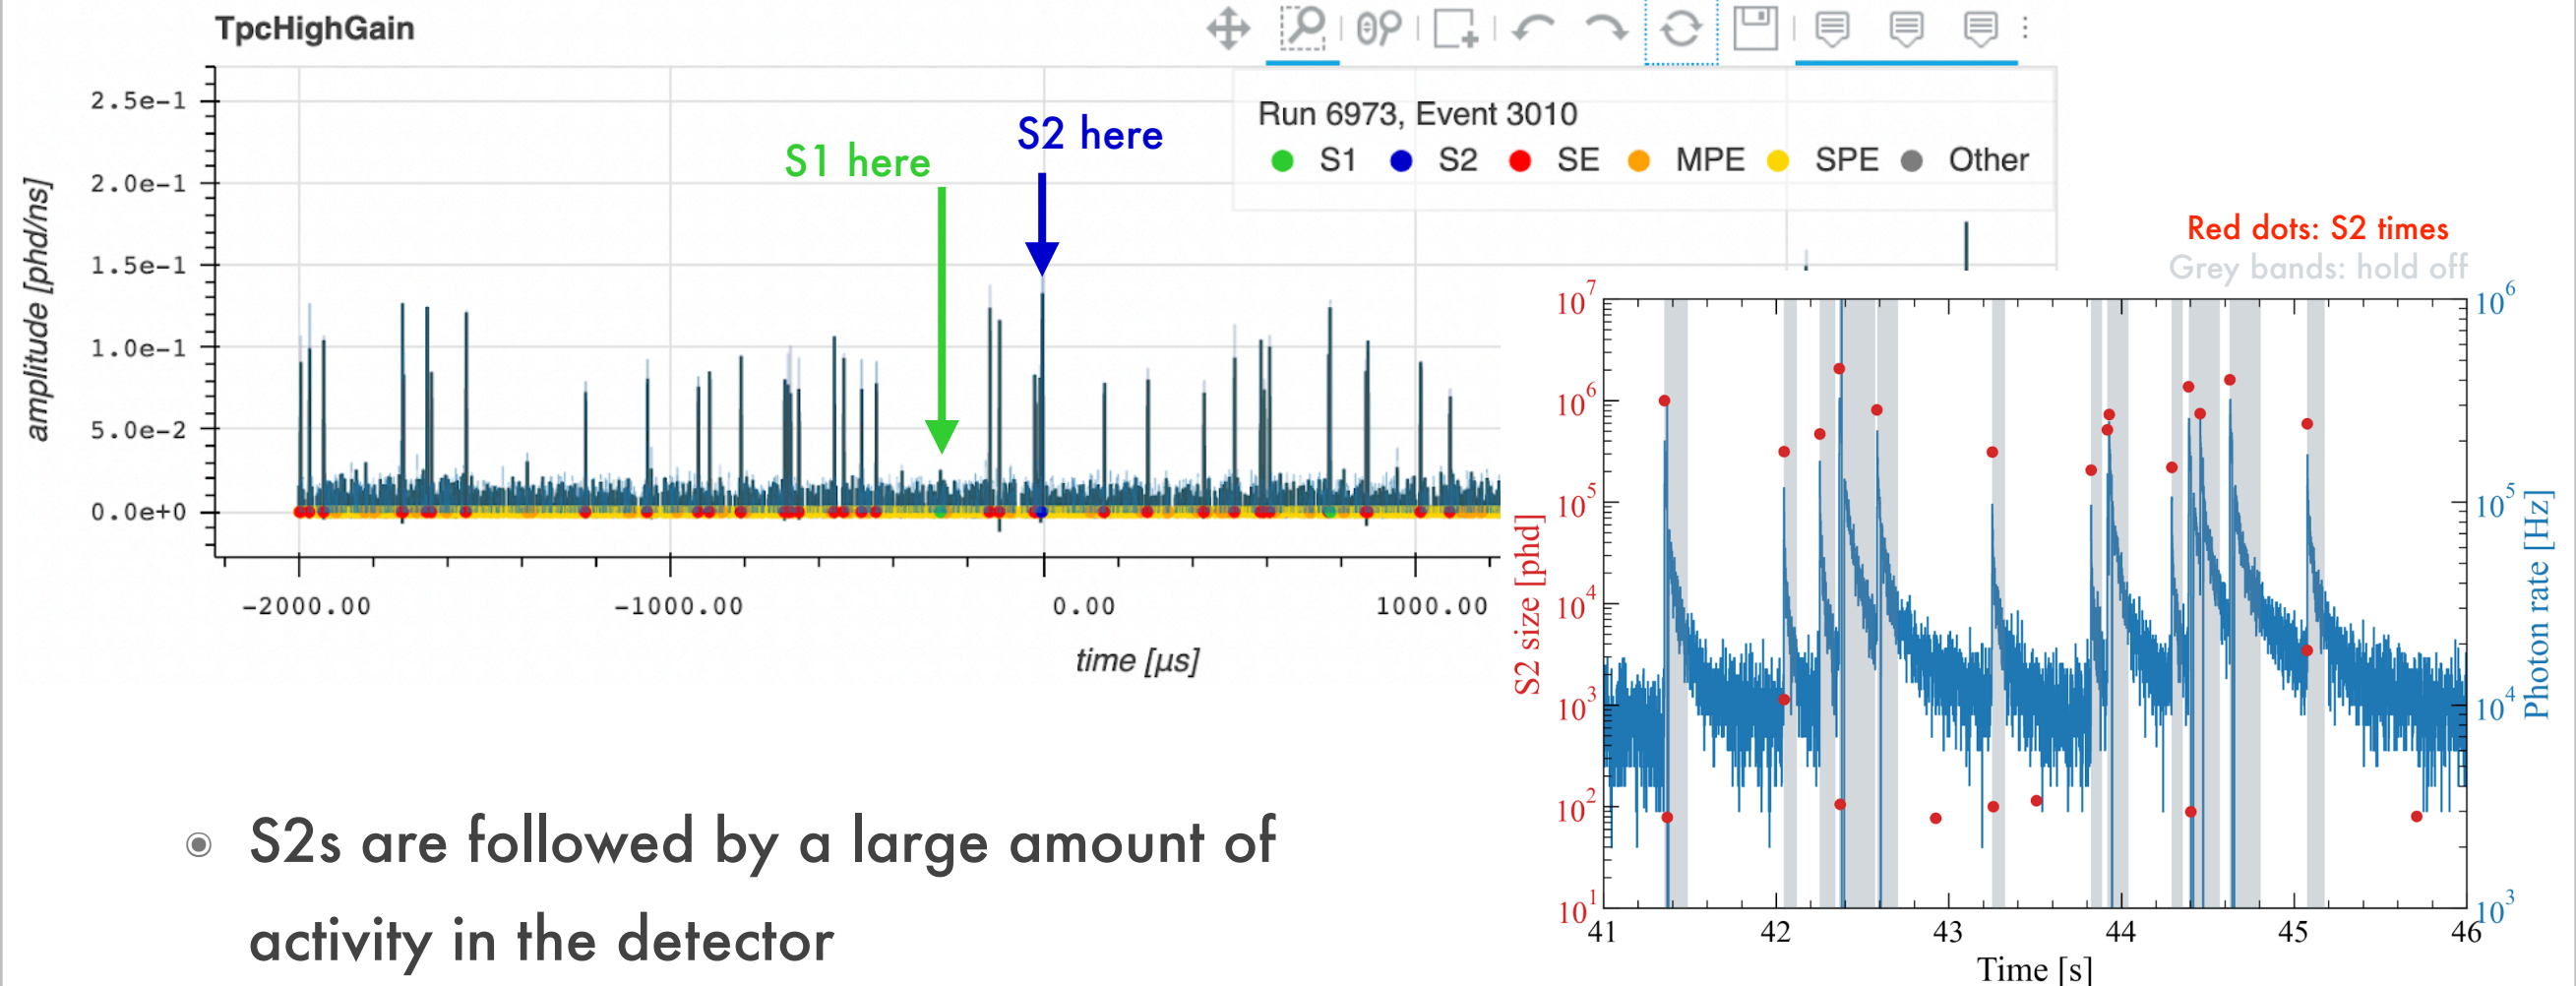 TpcHighGain
Run 6973, Event 3010
S1 S2 SE MPE SPE Other
S1 here
S2 here
amplitude [phd/ns]
2.5e-1
2.0e-1
1.5e-1
1.0e-1
5.0e-2
0.0e+0
-2000.00 -1000.00 0.00 1000.00
time [µs]
Red dots: S2 times
Grey bands: hold off
S2 size [phd]
10^7
10^6
10^5
10^4
10^3
10^2
10^1
Photon rate [Hz]
10^6
10^5
10^4
10^3
41 42 43 44 45 46
Time [s]
S2s are followed by a large amount of
activity in the detector